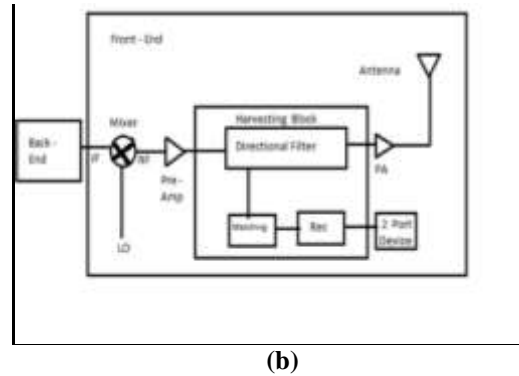 Front-End
Antenna
Mixer
Harvesting Block
Back-
End
IF
RF
Directional Filter
Pre-
Amp
PA
LO
Matching
Rec
2 Port
Device
(b)